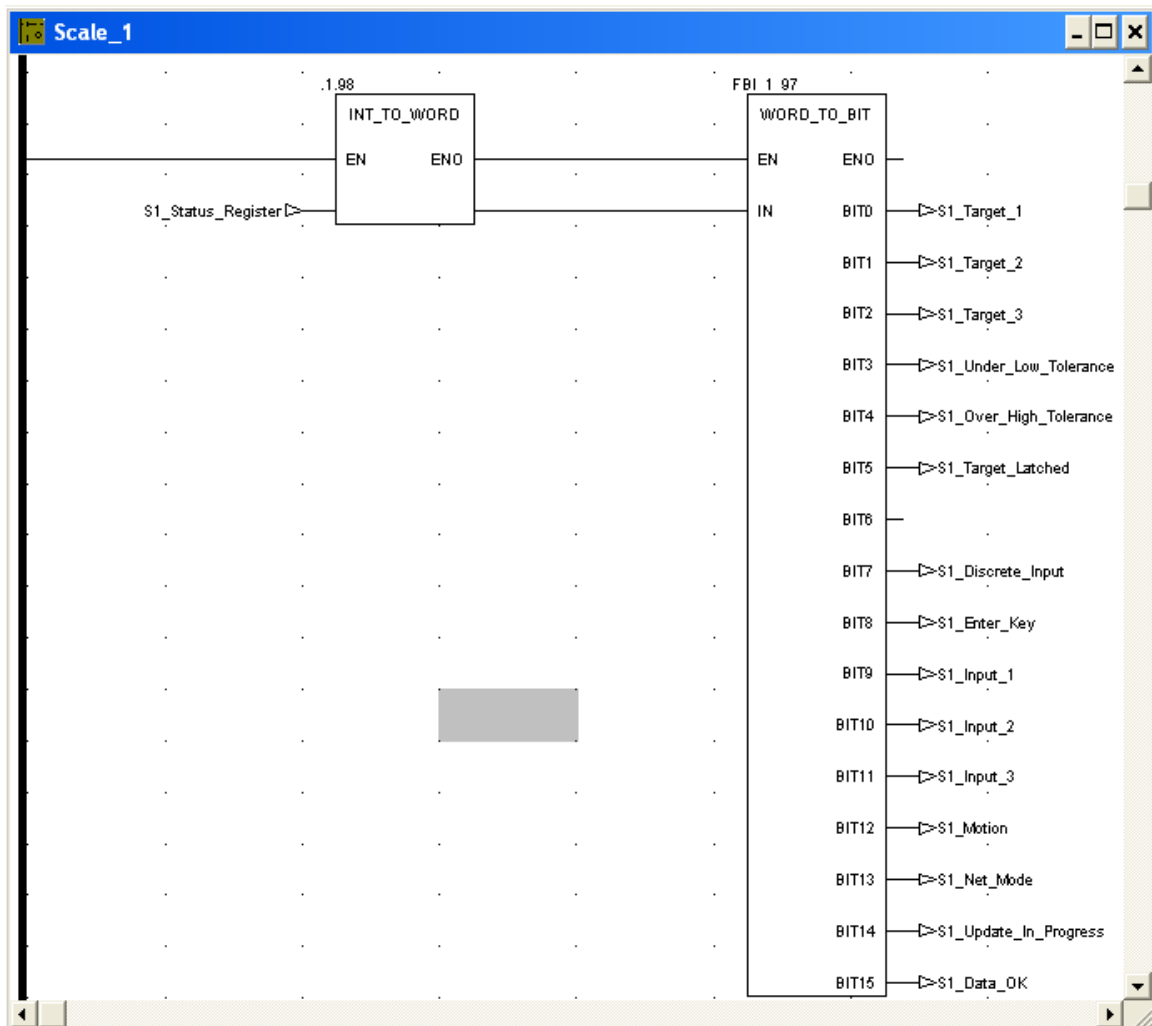 Scale_1
.1.98 FBI_1_97
INT_TO_WORD WORD_TO_BIT
EN ENO EN ENO
S1_Status_Register IN BIT0 S1_Target_1
BIT1 S1_Target_2
BIT2 S1_Target_3
BIT3 S1_Under_Low_Tolerance
BIT4 S1_Over_High_Tolerance
BIT5 S1_Target_Latched
BIT6
BIT7 S1_Discrete_Input
BIT8 S1_Enter_Key
BIT9 S1_Input_1
BIT10 S1_Input_2
BIT11 S1_Input_3
BIT12 S1_Motion
BIT13 S1_Net_Mode
BIT14 S1_Update_In_Progress
BIT15 S1_Data_OK